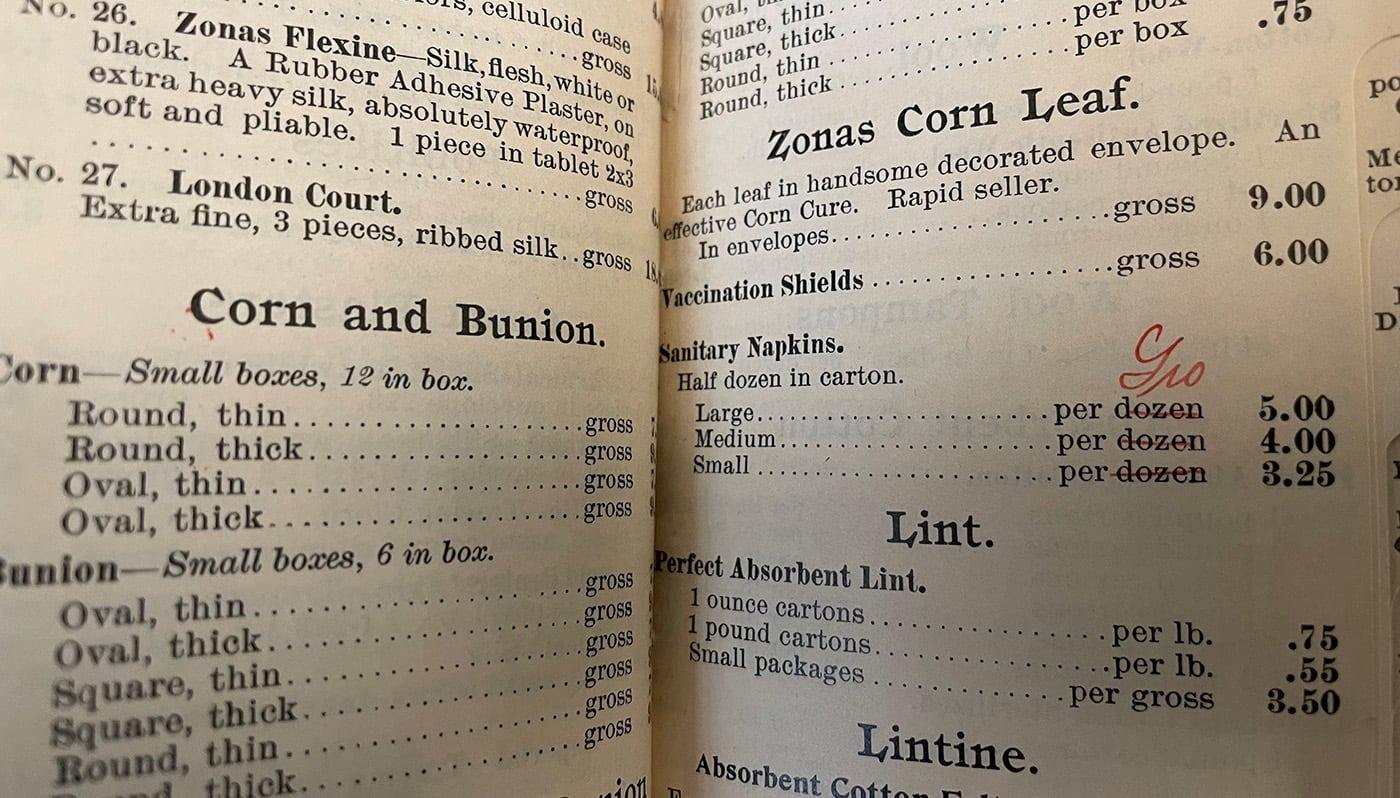 celluloid case
gross
No. 26. Zonas Flexine—Silk, flesh, white or
black. A Rubber Adhesive Plaster, on
extra heavy silk, absolutely waterproof,
soft and pliable. 1 piece in tablet 2x3
gross
No. 27. London Court.
Extra fine, 3 pieces, ribbed silk..gross
Corn and Bunion.
Corn—Small boxes, 12 in box.
Round, thin gross
Round, thick gross
Oval, thin gross
Oval, thick gross
Bunion—Small boxes, 6 in box.
Oval, thin gross
Oval, thick gross
Square, thin gross
Square, thick gross
Round, thin gross
thick gross
Oval,
Square, thin
Square, thick per box
Round, thin per box .75
Round, thick
Zonas Corn Leaf.
Each leaf in handsome decorated envelope. An
effective Corn Cure. Rapid seller.
In envelopes gross 9.00
Vaccination Shields gross 6.00
Sanitary Napkins.
Half dozen in carton.
Gro
Large per dozen 5.00
Medium per dozen 4.00
Small per dozen 3.25
Lint.
Perfect Absorbent Lint.
1 ounce cartons per lb. .75
1 pound cartons per lb. .55
Small packages per gross 3.50
Lintine.
Absorbent Cotton